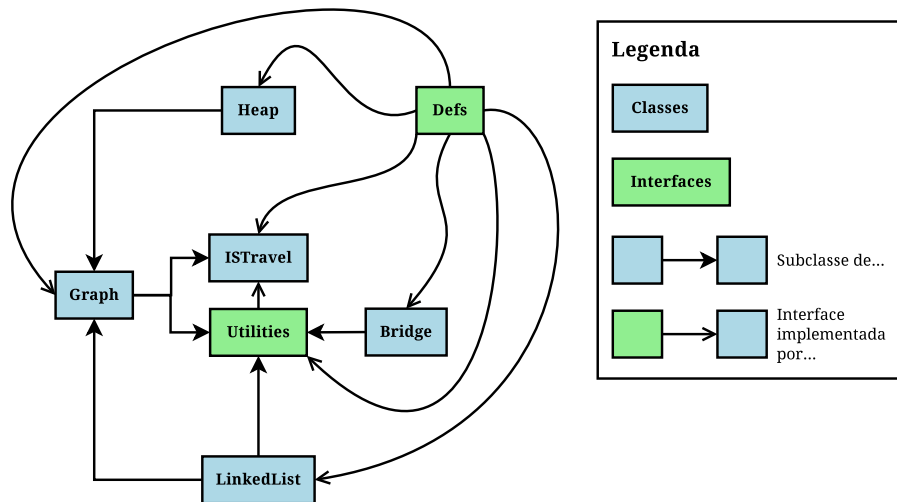 Heap
Defs
ISTravel
Graph
Utilities
Bridge
LinkedList
Legenda
Classes
Interfaces
Subclasse de...
Interface
implementada
por...